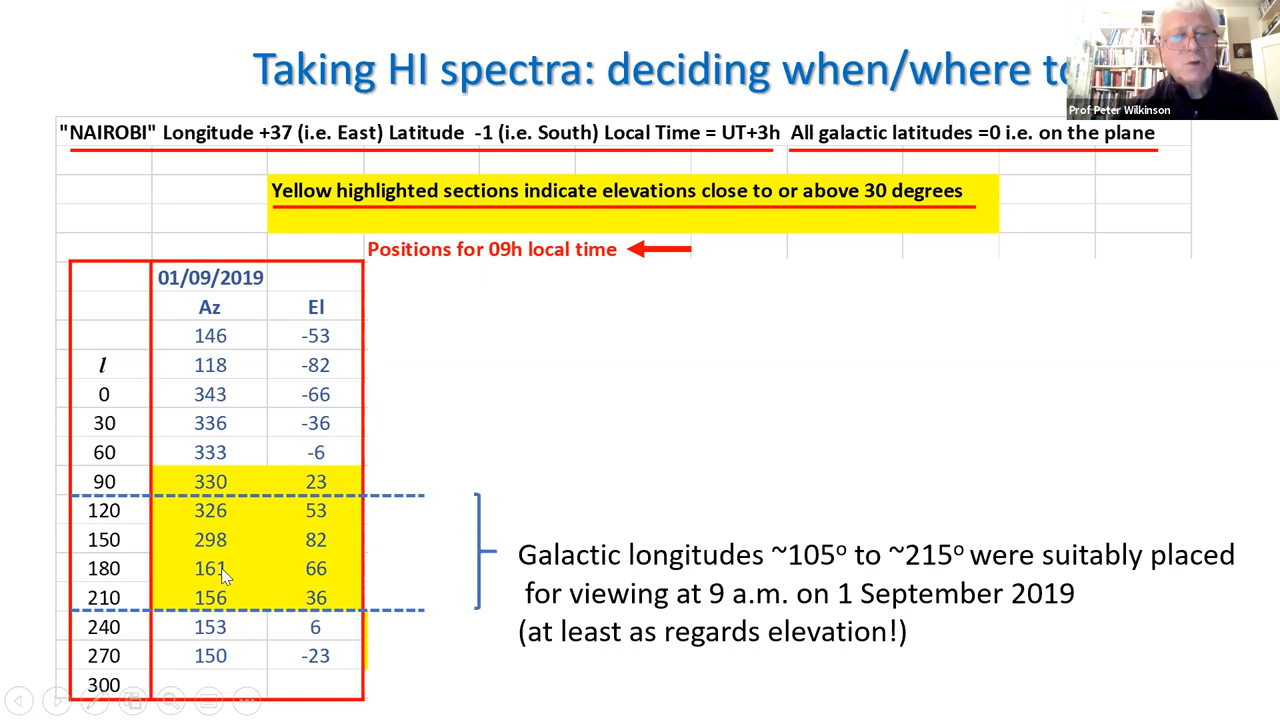 Taking HI spectra: deciding when/where to
Prof Peter Wilkinson
"NAIROBI" Longitude +37 (i.e. East) Latitude -1 (i.e. South) Local Time = UT+3h All galactic latitudes =0 i.e. on the plane
Yellow highlighted sections indicate elevations close to or above 30 degrees
Positions for 09h local time
01/09/2019
Az El
146 -53
l 118 -82
0 343 -66
30 336 -36
60 333 -6
90 330 23
120 326 53
150 298 82
180 161 66
210 156 36
240 153 6
270 150 -23
300
Galactic longitudes ~105º to ~215º were suitably placed
for viewing at 9 a.m. on 1 September 2019
(at least as regards elevation!)